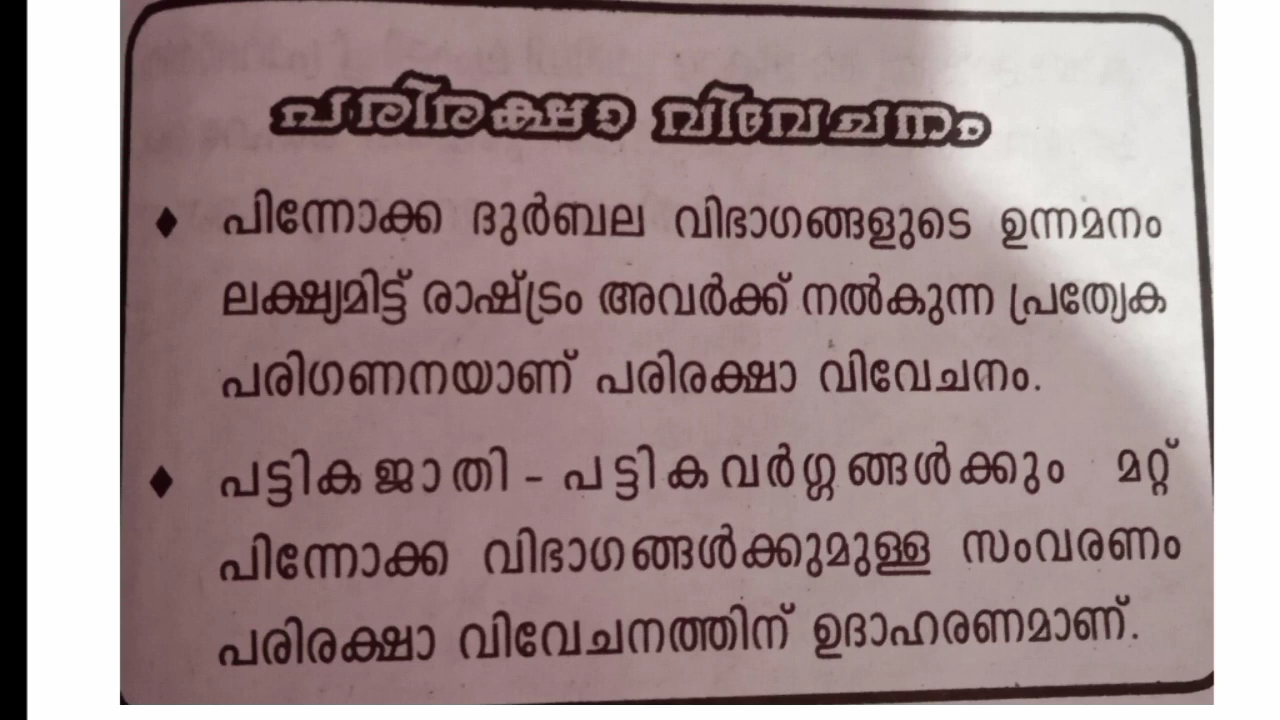 പരിരക്ഷാ വിവേചനം
♦ പിന്നോക്ക ദുർബല വിഭാഗങ്ങളുടെ ഉന്നമനം
ലക്ഷ്യമിട്ട് രാഷ്ട്രം അവർക്ക് നൽകുന്ന പ്രത്യേക
പരിഗണനയാണ് പരിരക്ഷാ വിവേചനം.
♦ പട്ടികജാതി - പട്ടികവർഗ്ഗങ്ങൾക്കും മറ്റ്
പിന്നോക്ക വിഭാഗങ്ങൾക്കുമുള്ള സംവരണം
പരിരക്ഷാ വിവേചനത്തിന് ഉദാഹരണമാണ്.